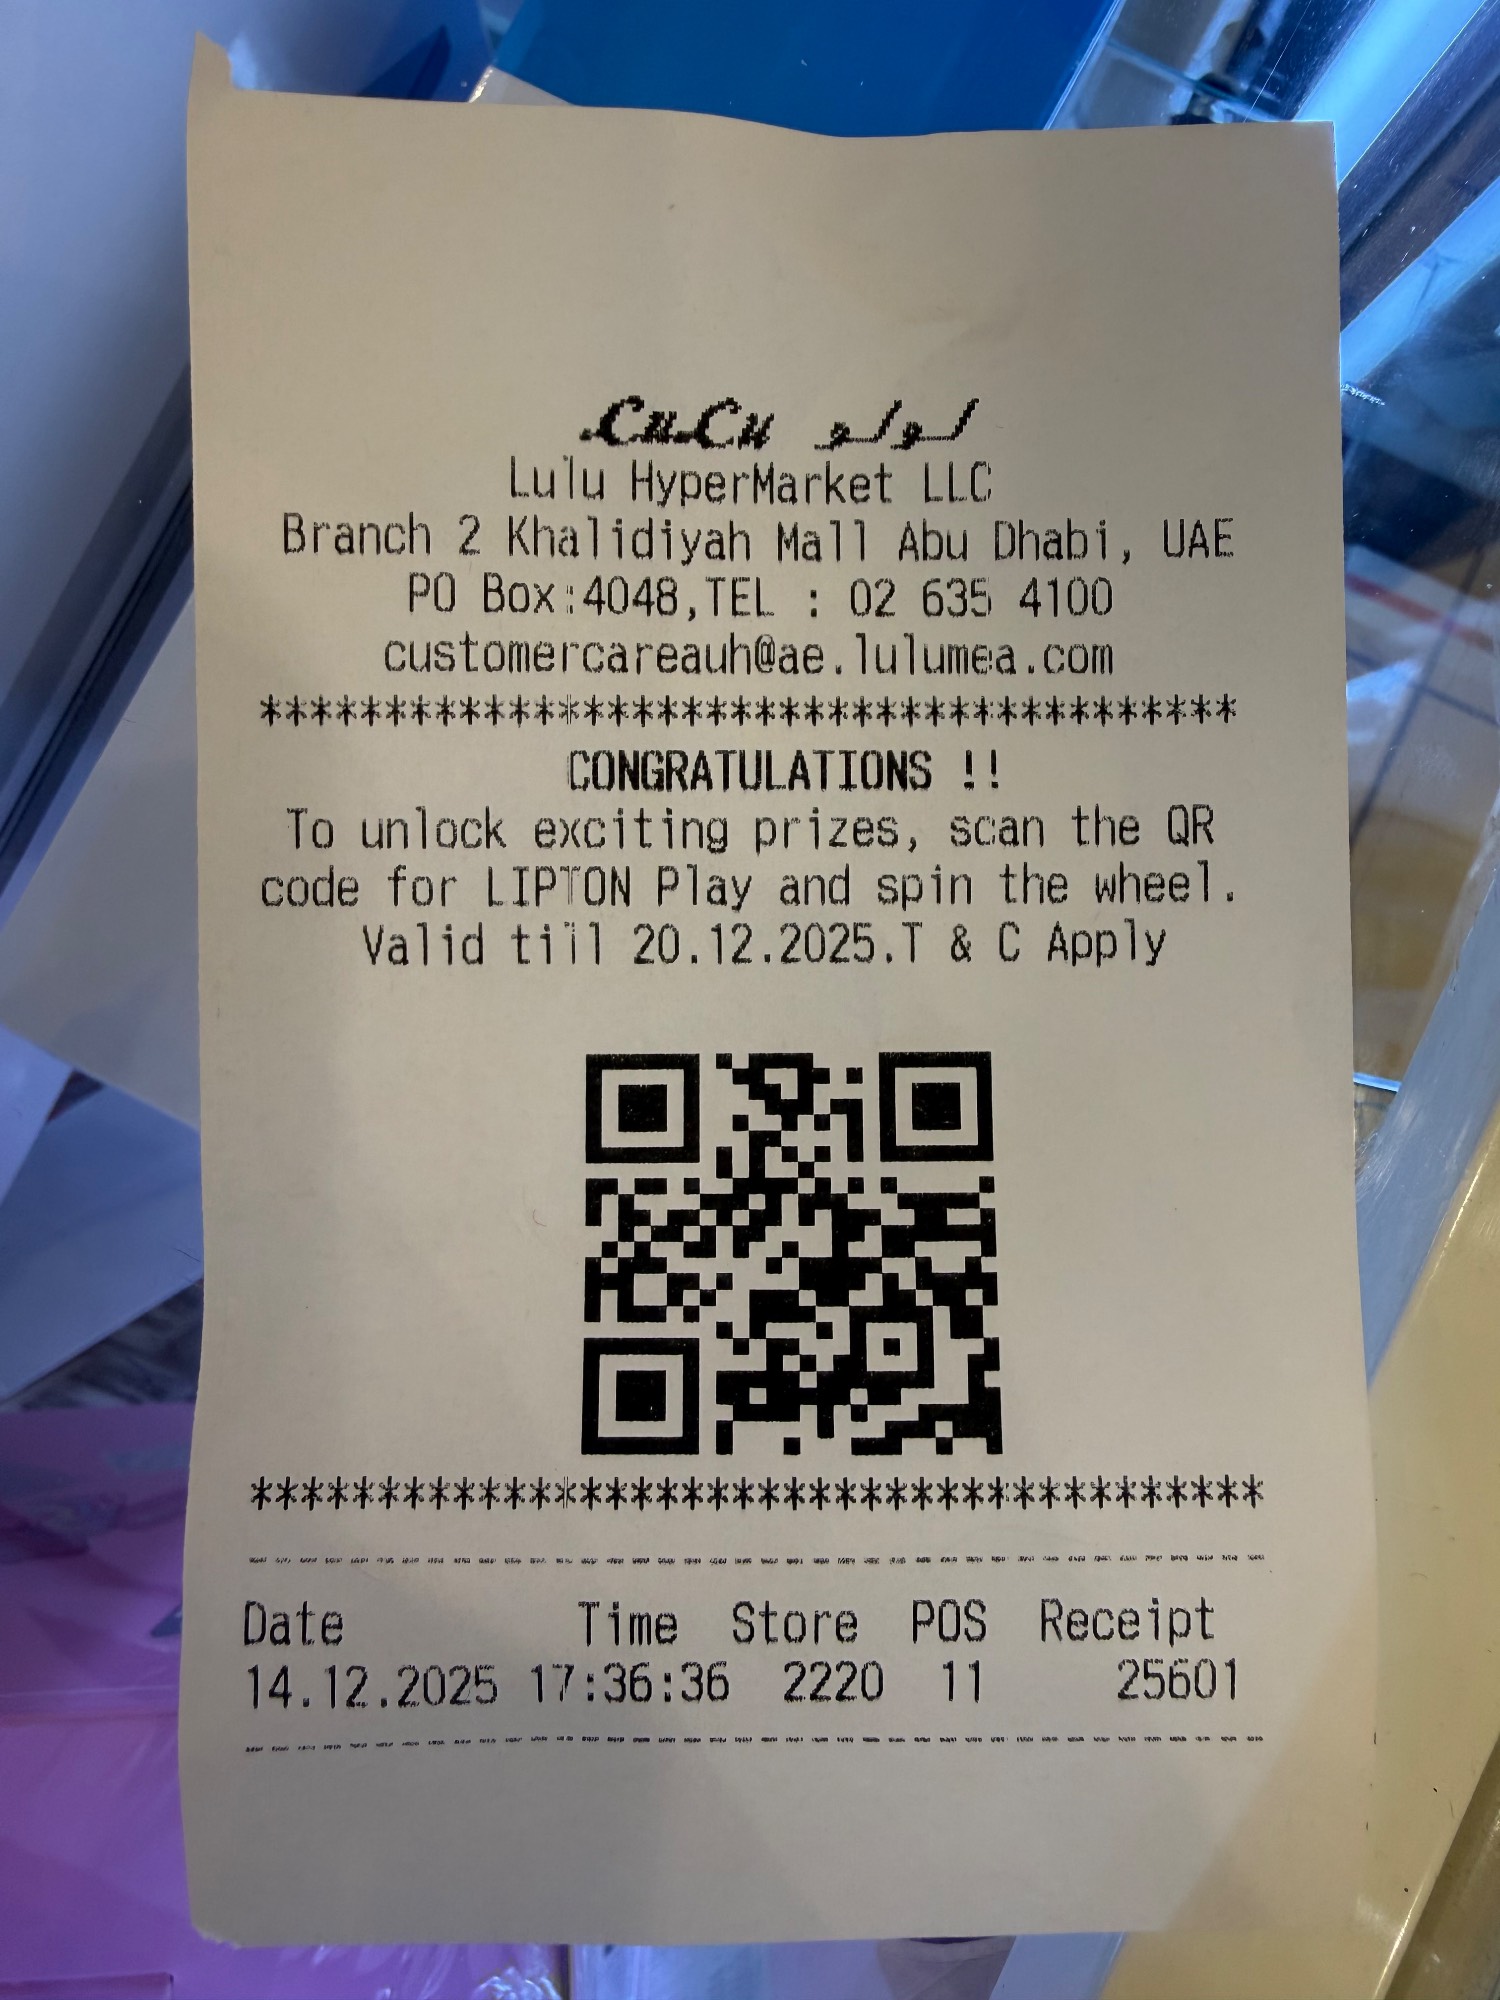 LuLu لولو
Lulu HyperMarket LLC
Branch 2 Khalidiyah Mall Abu Dhabi, UAE
PO Box:4048,TEL : 02 635 4100
customercareauh@ae.lulumea.com
****************************************
CONGRATULATIONS !!
To unlock exciting prizes, scan the QR
code for LIPTON Play and spin the wheel.
Valid till 20.12.2025.T & C Apply
****************************************
----------------------------------------
Date Time Store POS Receipt
14.12.2025 17:36:36 2220 11 25601
----------------------------------------